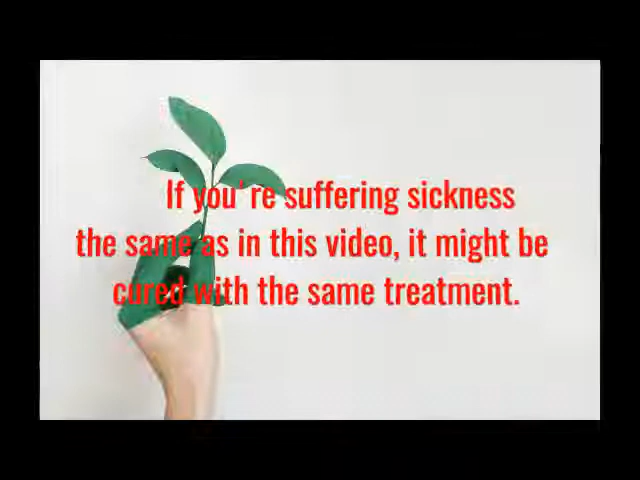 If you're suffering sickness
the same as in this video, it might be
cured with the same treatment.